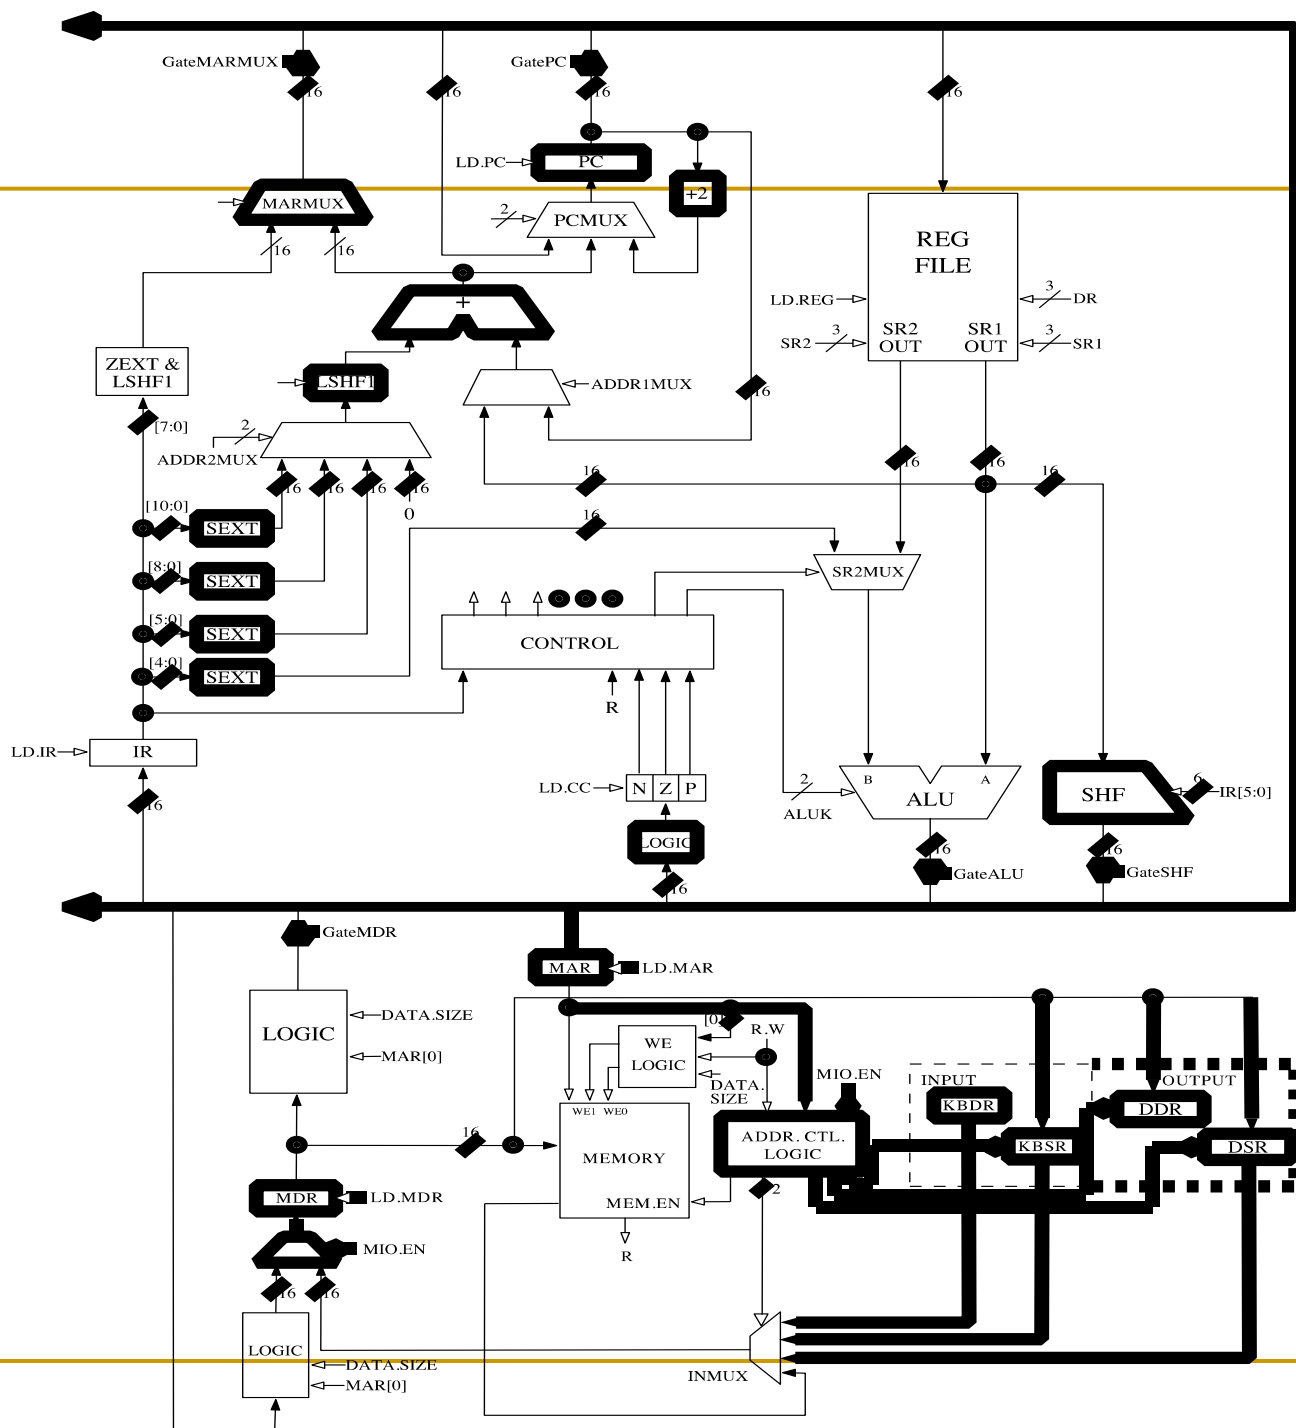 GateMARMUX
GatePC
16
16
16
16
LD.PC
PC
+2
MARMUX
2
PCMUX
REG
FILE
16
16
+
LD.REG
3
DR
SR2
OUT
SR1
OUT
SR2
3
3
SR1
ZEXT &
LSHF1
LSHF1
ADDR1MUX
16
[7:0]
2
ADDR2MUX
16
16
16
16
16
16
16
16
0
[10:0]
SEXT
16
[8:0]
SEXT
SR2MUX
[5:0]
SEXT
CONTROL
[4:0]
SEXT
R
LD.IR
IR
16
LD.CC
N
Z
P
B
A
2
ALU
ALUK
SHF
6
IR[5:0]
LOGIC
16
16
16
GateALU
GateSHF
GateMDR
MAR
LD.MAR
LOGIC
DATA.SIZE
MAR[0]
[0]
R.W
WE
LOGIC
DATA.
SIZE
MIO.EN
INPUT
OUTPUT
KBDR
DDR
WE1
WE0
16
MEMORY
ADDR. CTL.
LOGIC
KBSR
DSR
MDR
LD.MDR
MEM.EN
2
MIO.EN
R
16
16
LOGIC
DATA.SIZE
MAR[0]
INMUX